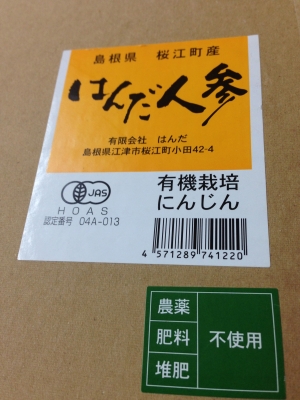 島根県 桜江町産
はんだ人参
有限会社 はんだ
島根県江津市桜江町小田42-4
JAS
HOAS
認定番号 04A-013
有機栽培
にんじん
4 571289 741220
農薬
肥料
堆肥
不使用